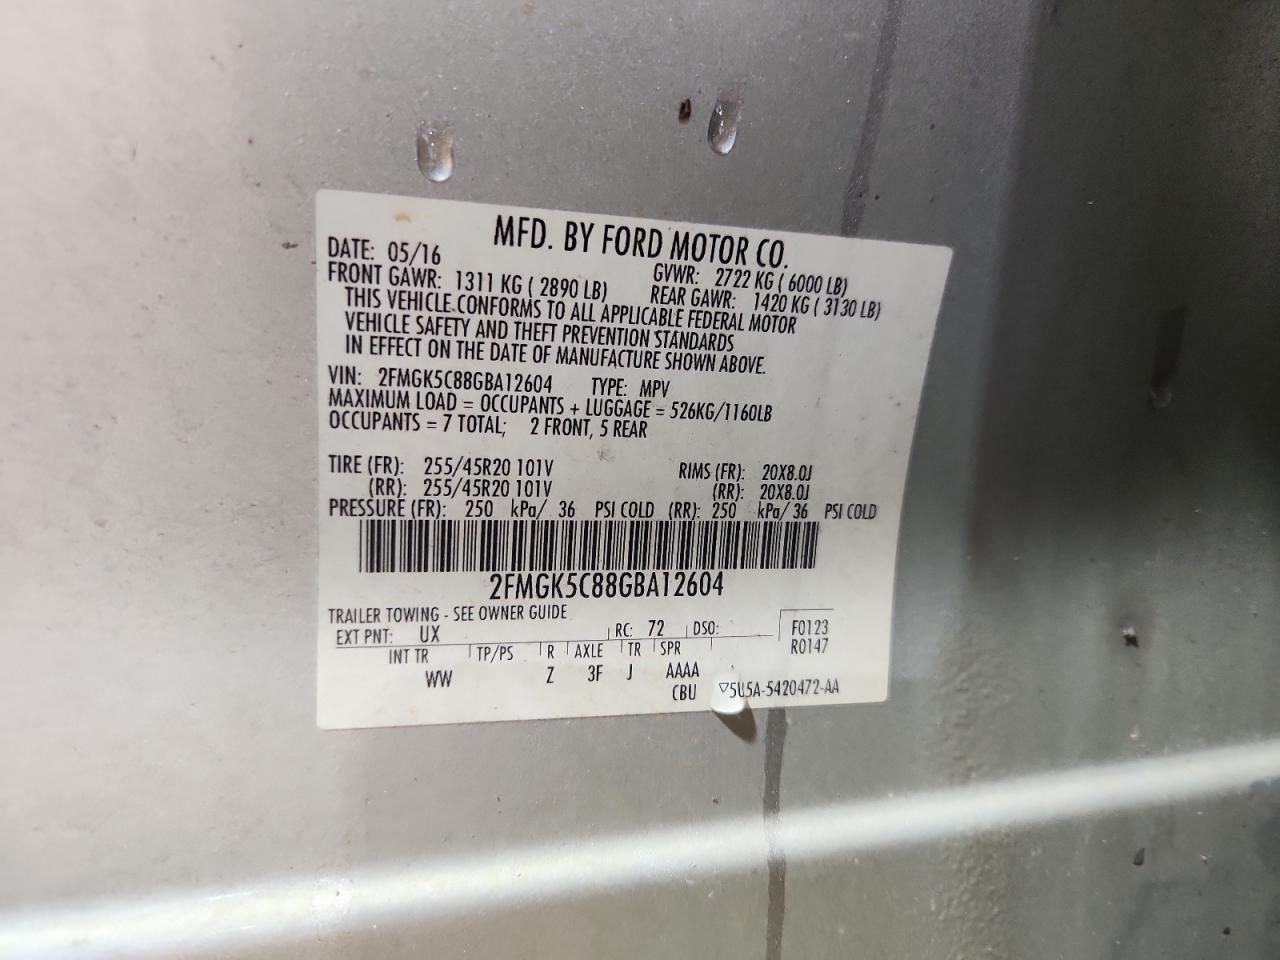 MFD. BY FORD MOTOR CO.
DATE: 05/16 GVWR: 2722 KG ( 6000 LB)
FRONT GAWR: 1311 KG ( 2890 LB) REAR GAWR: 1420 KG ( 3130 LB)
THIS VEHICLE CONFORMS TO ALL APPLICABLE FEDERAL MOTOR
VEHICLE SAFETY AND THEFT PREVENTION STANDARDS
IN EFFECT ON THE DATE OF MANUFACTURE SHOWN ABOVE.
VIN: 2FMGK5C88GBA12604 TYPE: MPV
MAXIMUM LOAD = OCCUPANTS + LUGGAGE = 526KG/1160LB
OCCUPANTS = 7 TOTAL; 2 FRONT, 5 REAR
TIRE (FR): 255/45R20 101V RIMS (FR): 20X8.0J
(RR): 255/45R20 101V (RR): 20X8.0J
PRESSURE (FR): 250 kPa/ 36 PSI COLD (RR): 250 kPa/ 36 PSI COLD
2FMGK5C88GBA12604
TRAILER TOWING - SEE OWNER GUIDE
EXT PNT: UX RC: 72 DSO: F0123
R0147
INT TR TP/PS R AXLE TR SPR
WW Z 3F J AAAA
CBU ▽5U5A-5420472-AA